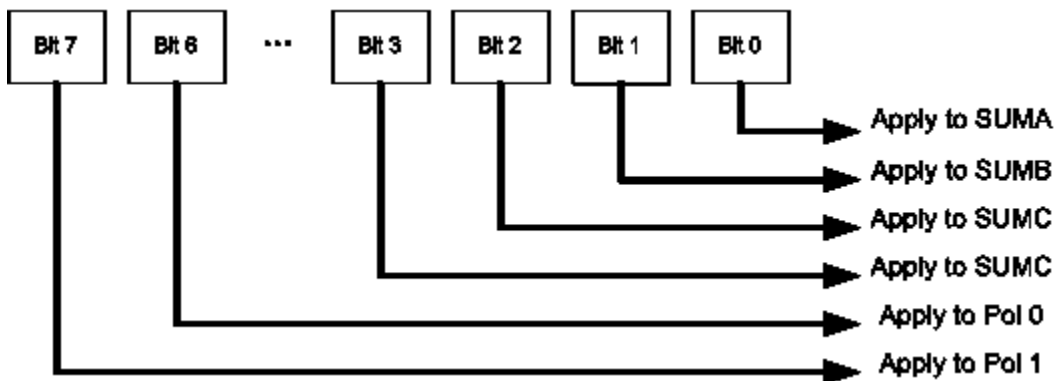 Bit 7 Bit 6 ... Bit 3 Bit 2 Bit 1 Bit 0
Apply to SUMA
Apply to SUMB
Apply to SUMC
Apply to SUMC
Apply to Pol 0
Apply to Pol 1